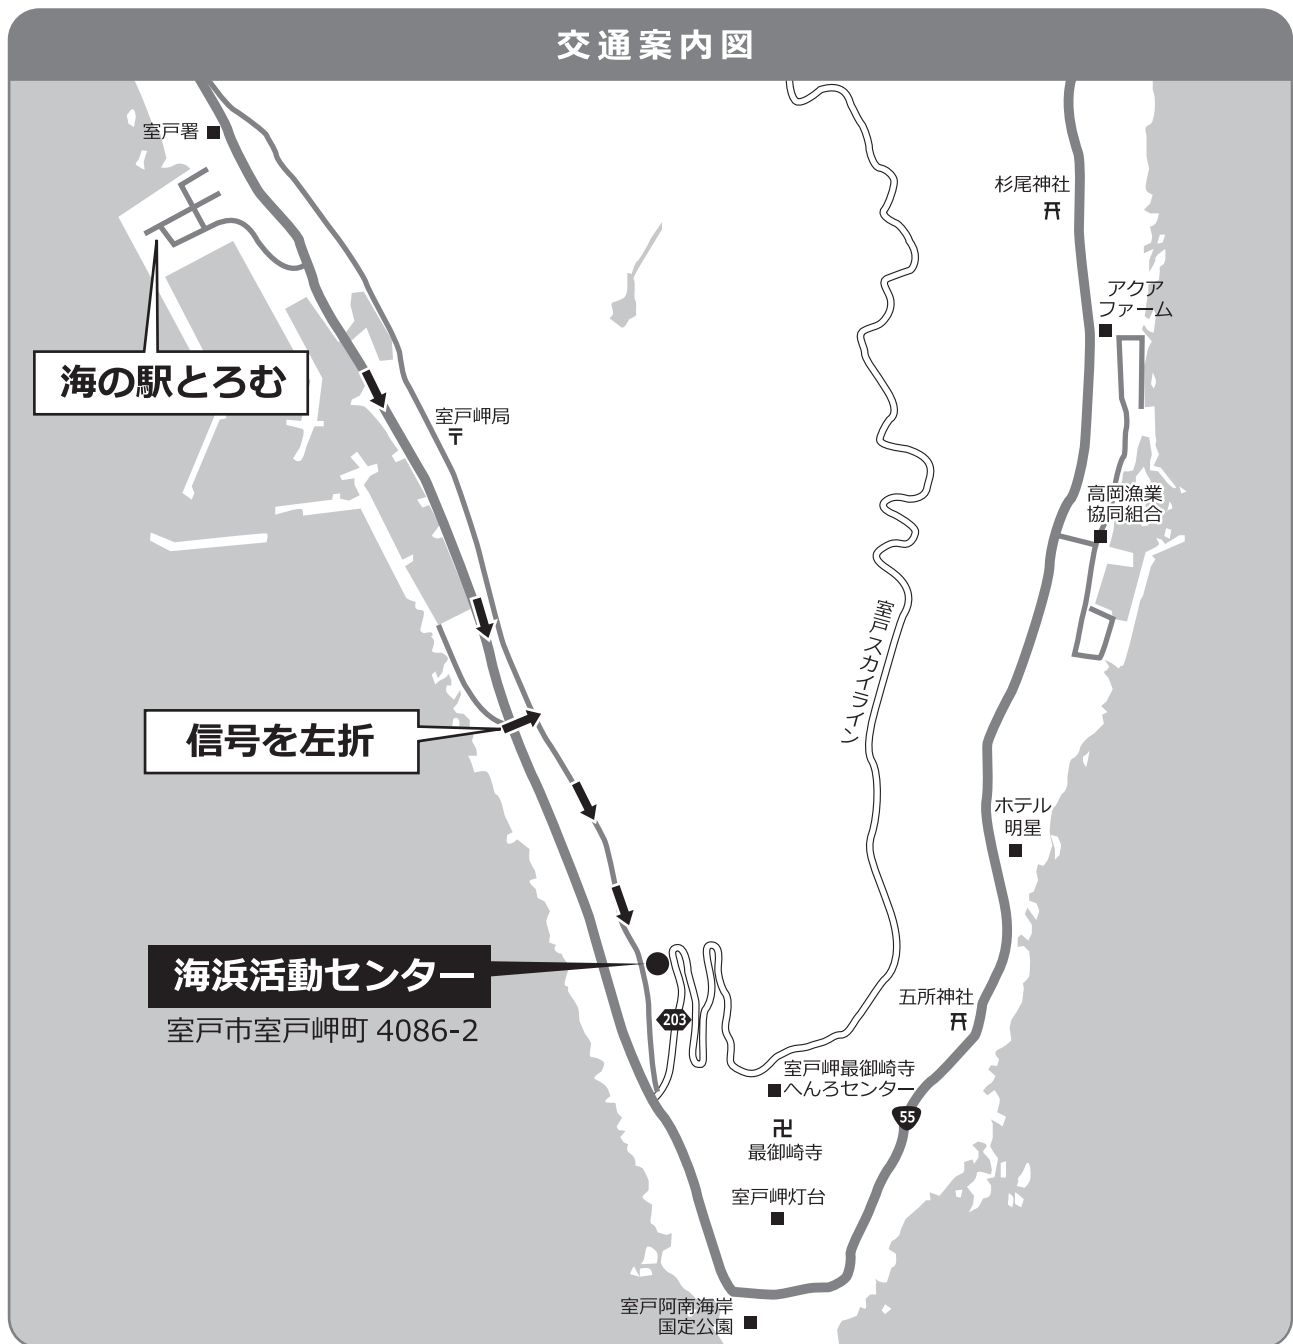 交通案内図
室戸署
杉尾神社
アクア
ファーム
海の駅とろむ
室戸岬局
高岡漁業
協同組合
室戸スカイライン
信号を左折
ホテル
明星
海浜活動センター
室戸市室戸岬町 4086-2
五所神社
203
室戸岬最御崎寺
へんろセンター
55
最御崎寺
室戸岬灯台
室戸阿南海岸
国定公園